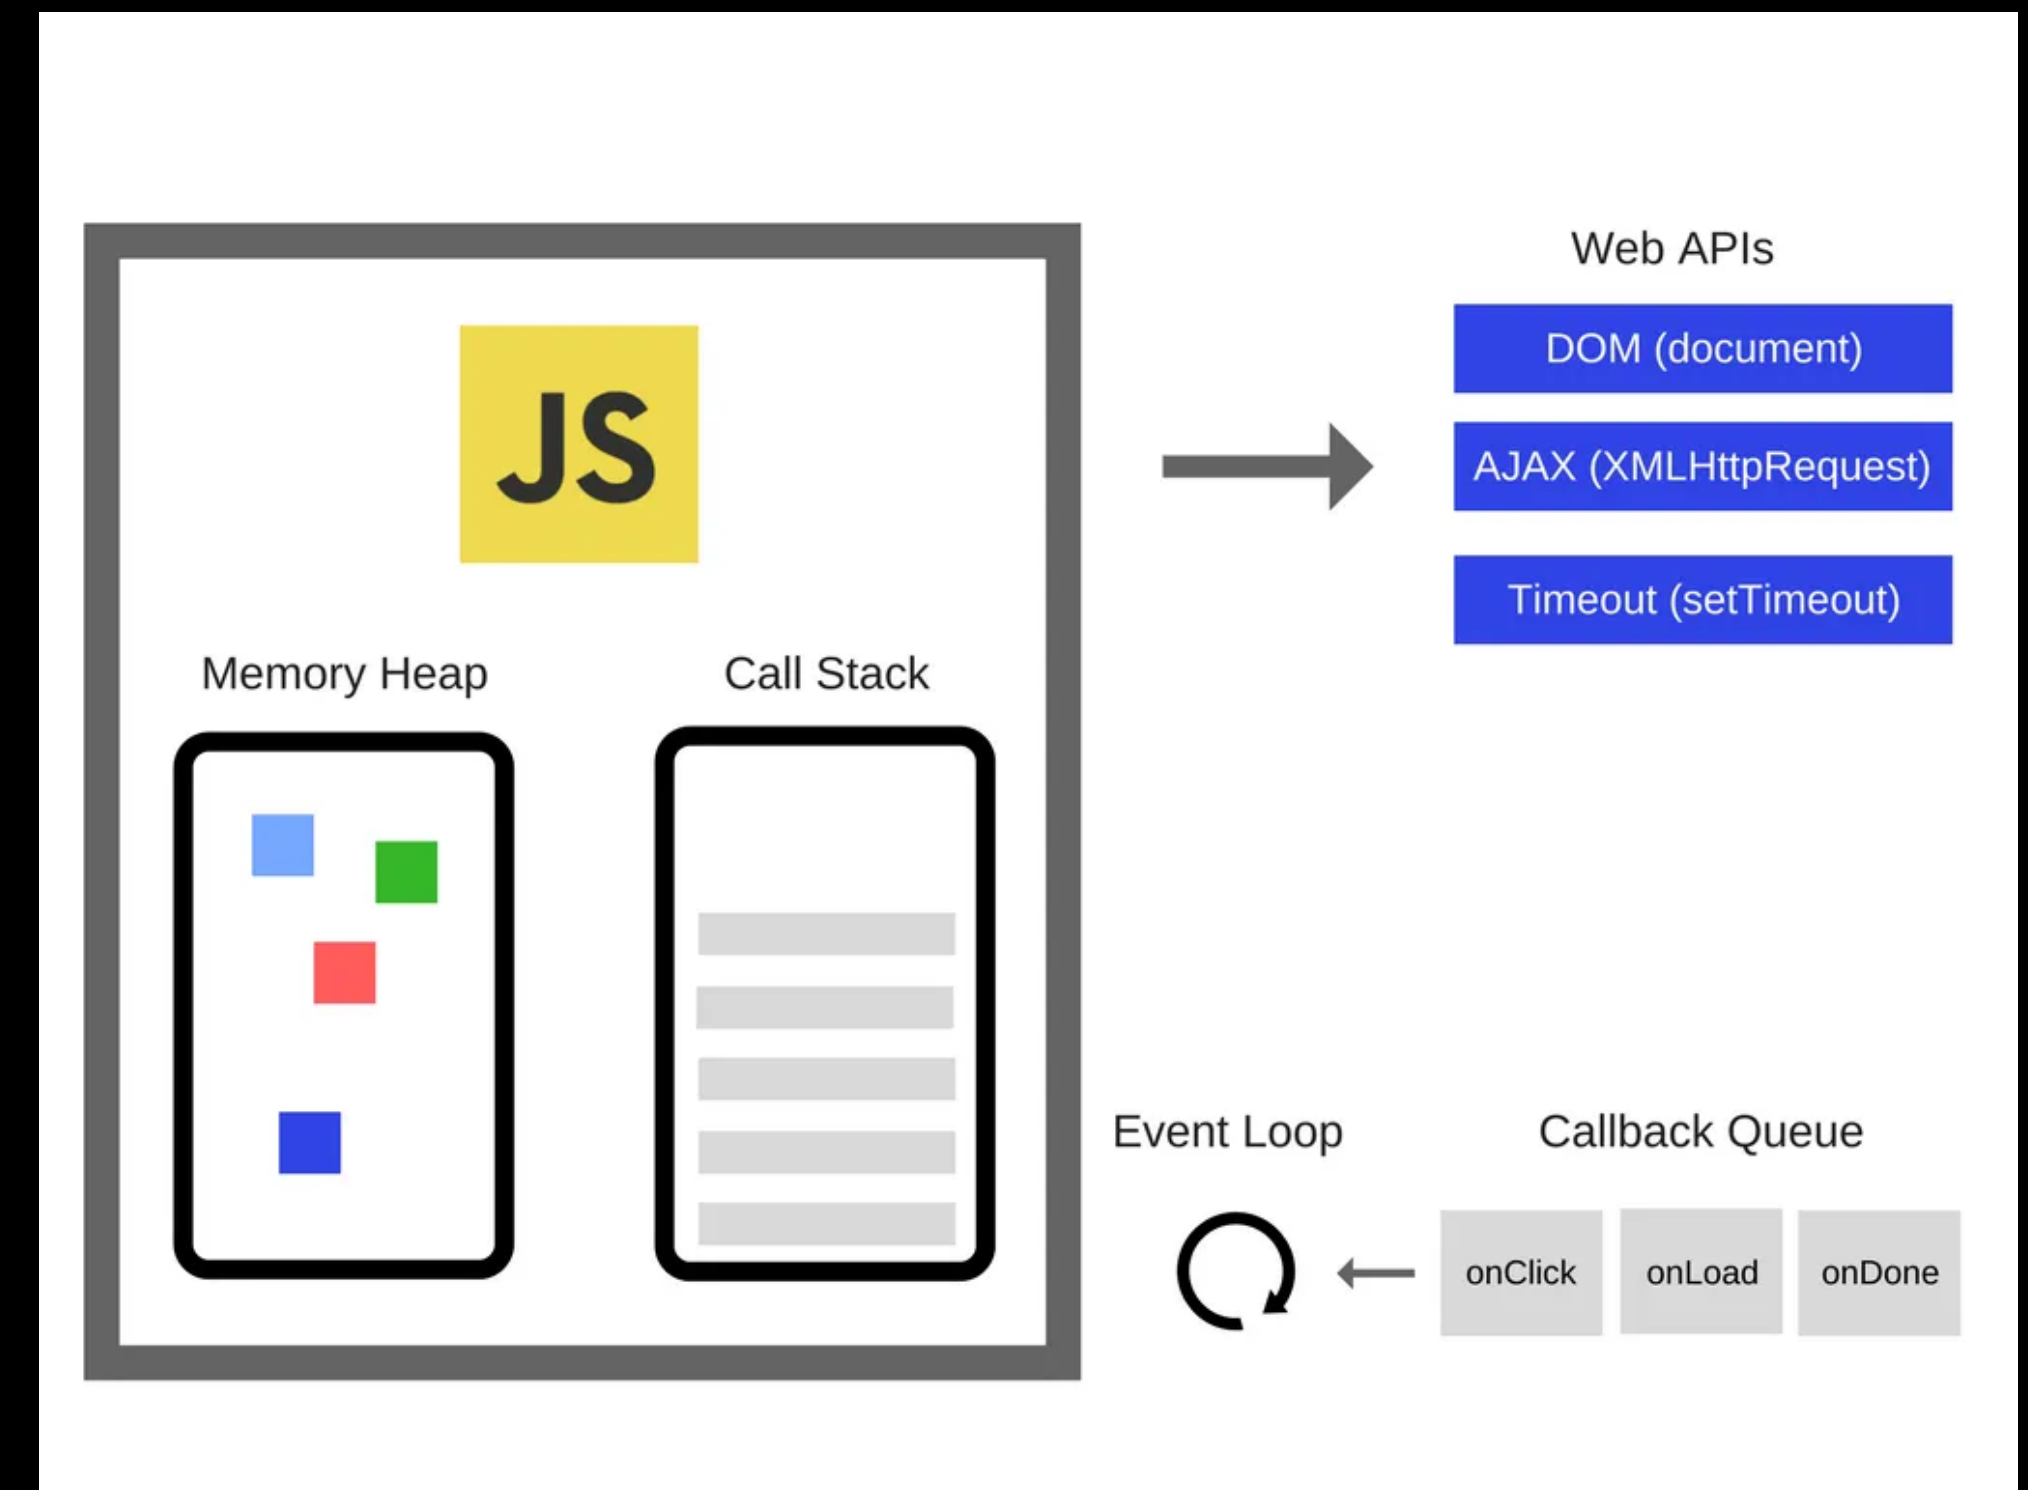 JS
Memory Heap
Call Stack
Web APIs
DOM (document)
AJAX (XMLHttpRequest)
Timeout (setTimeout)
Event Loop
Callback Queue
onClick
onLoad
onDone